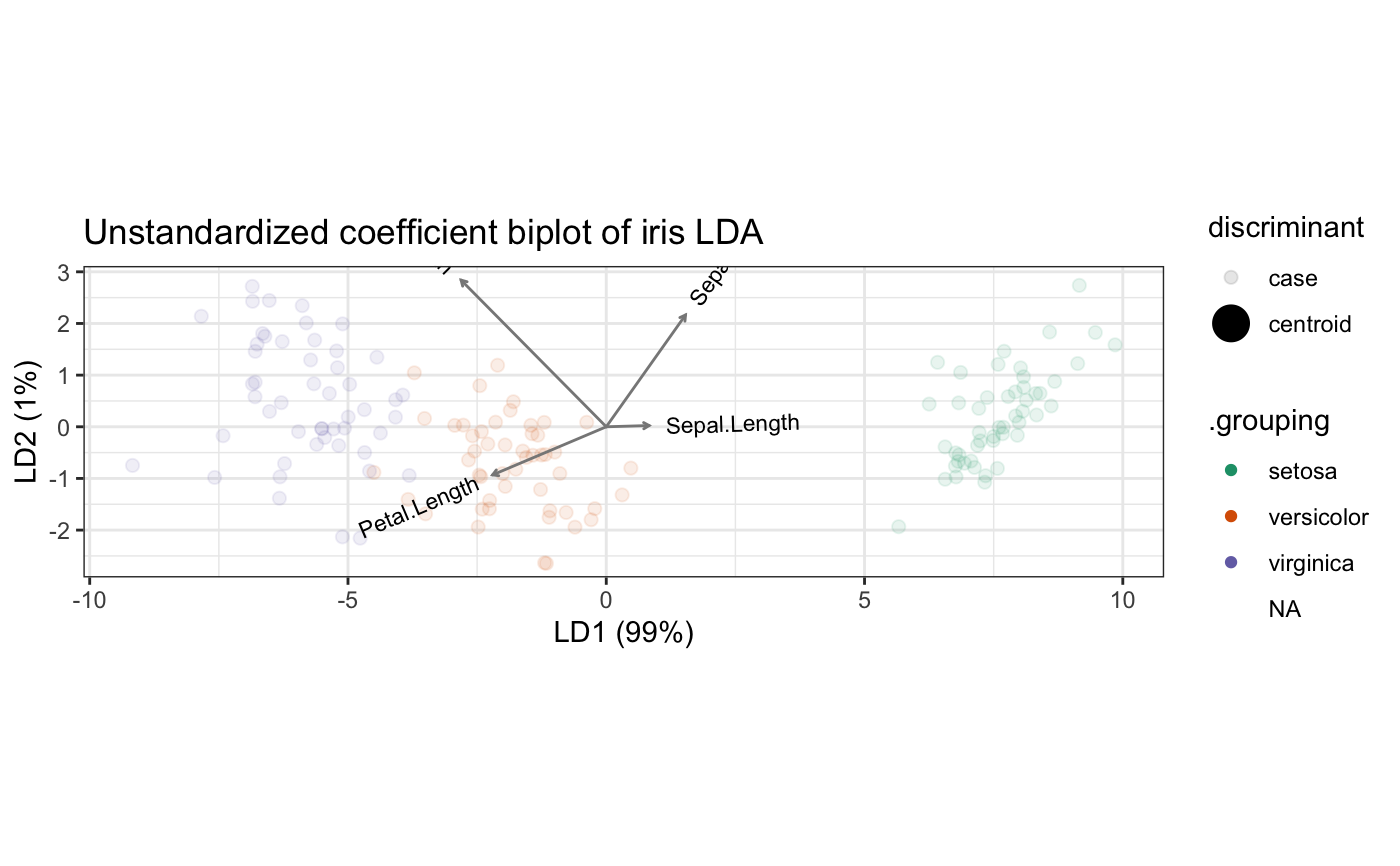 Unstandardized coefficient biplot of iris LDA
3
2
1
0
-1
-2
LD2 (1%)
Sepa
Sepal.Length
Petal.Length
-10
-5
0
5
10
LD1 (99%)
discriminant
case
centroid
.grouping
setosa
versicolor
virginica
NA